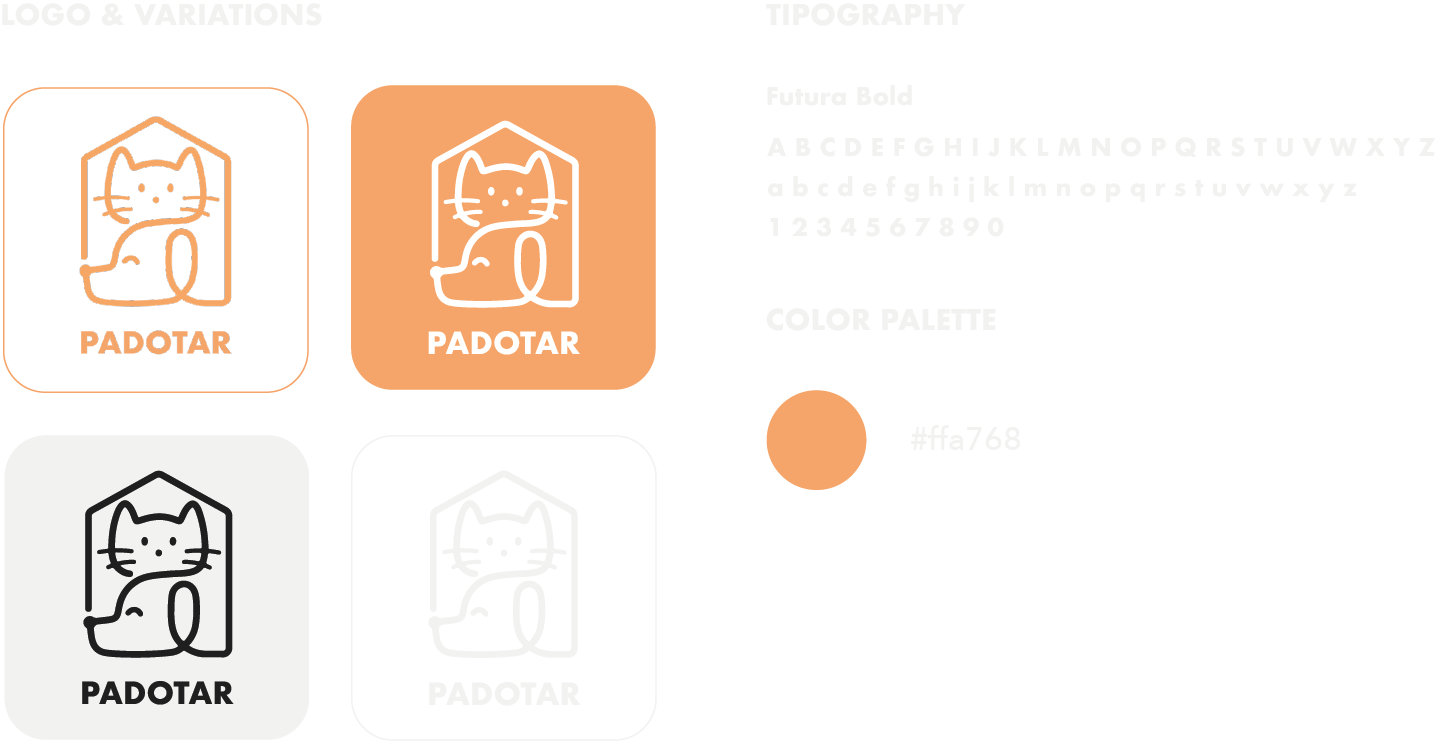 LOGO & VARIATIONS
PADOTAR
PADOTAR
PADOTAR
PADOTAR
TIPOGRAPHY
Futura Bold
A B C D E F G H I J K L M N O P Q R S T U V W X Y Z
a b c d e f g h i j k l m n o p q r s t u v w x y z
1 2 3 4 5 6 7 8 9 0
COLOR PALETTE
#ffa768